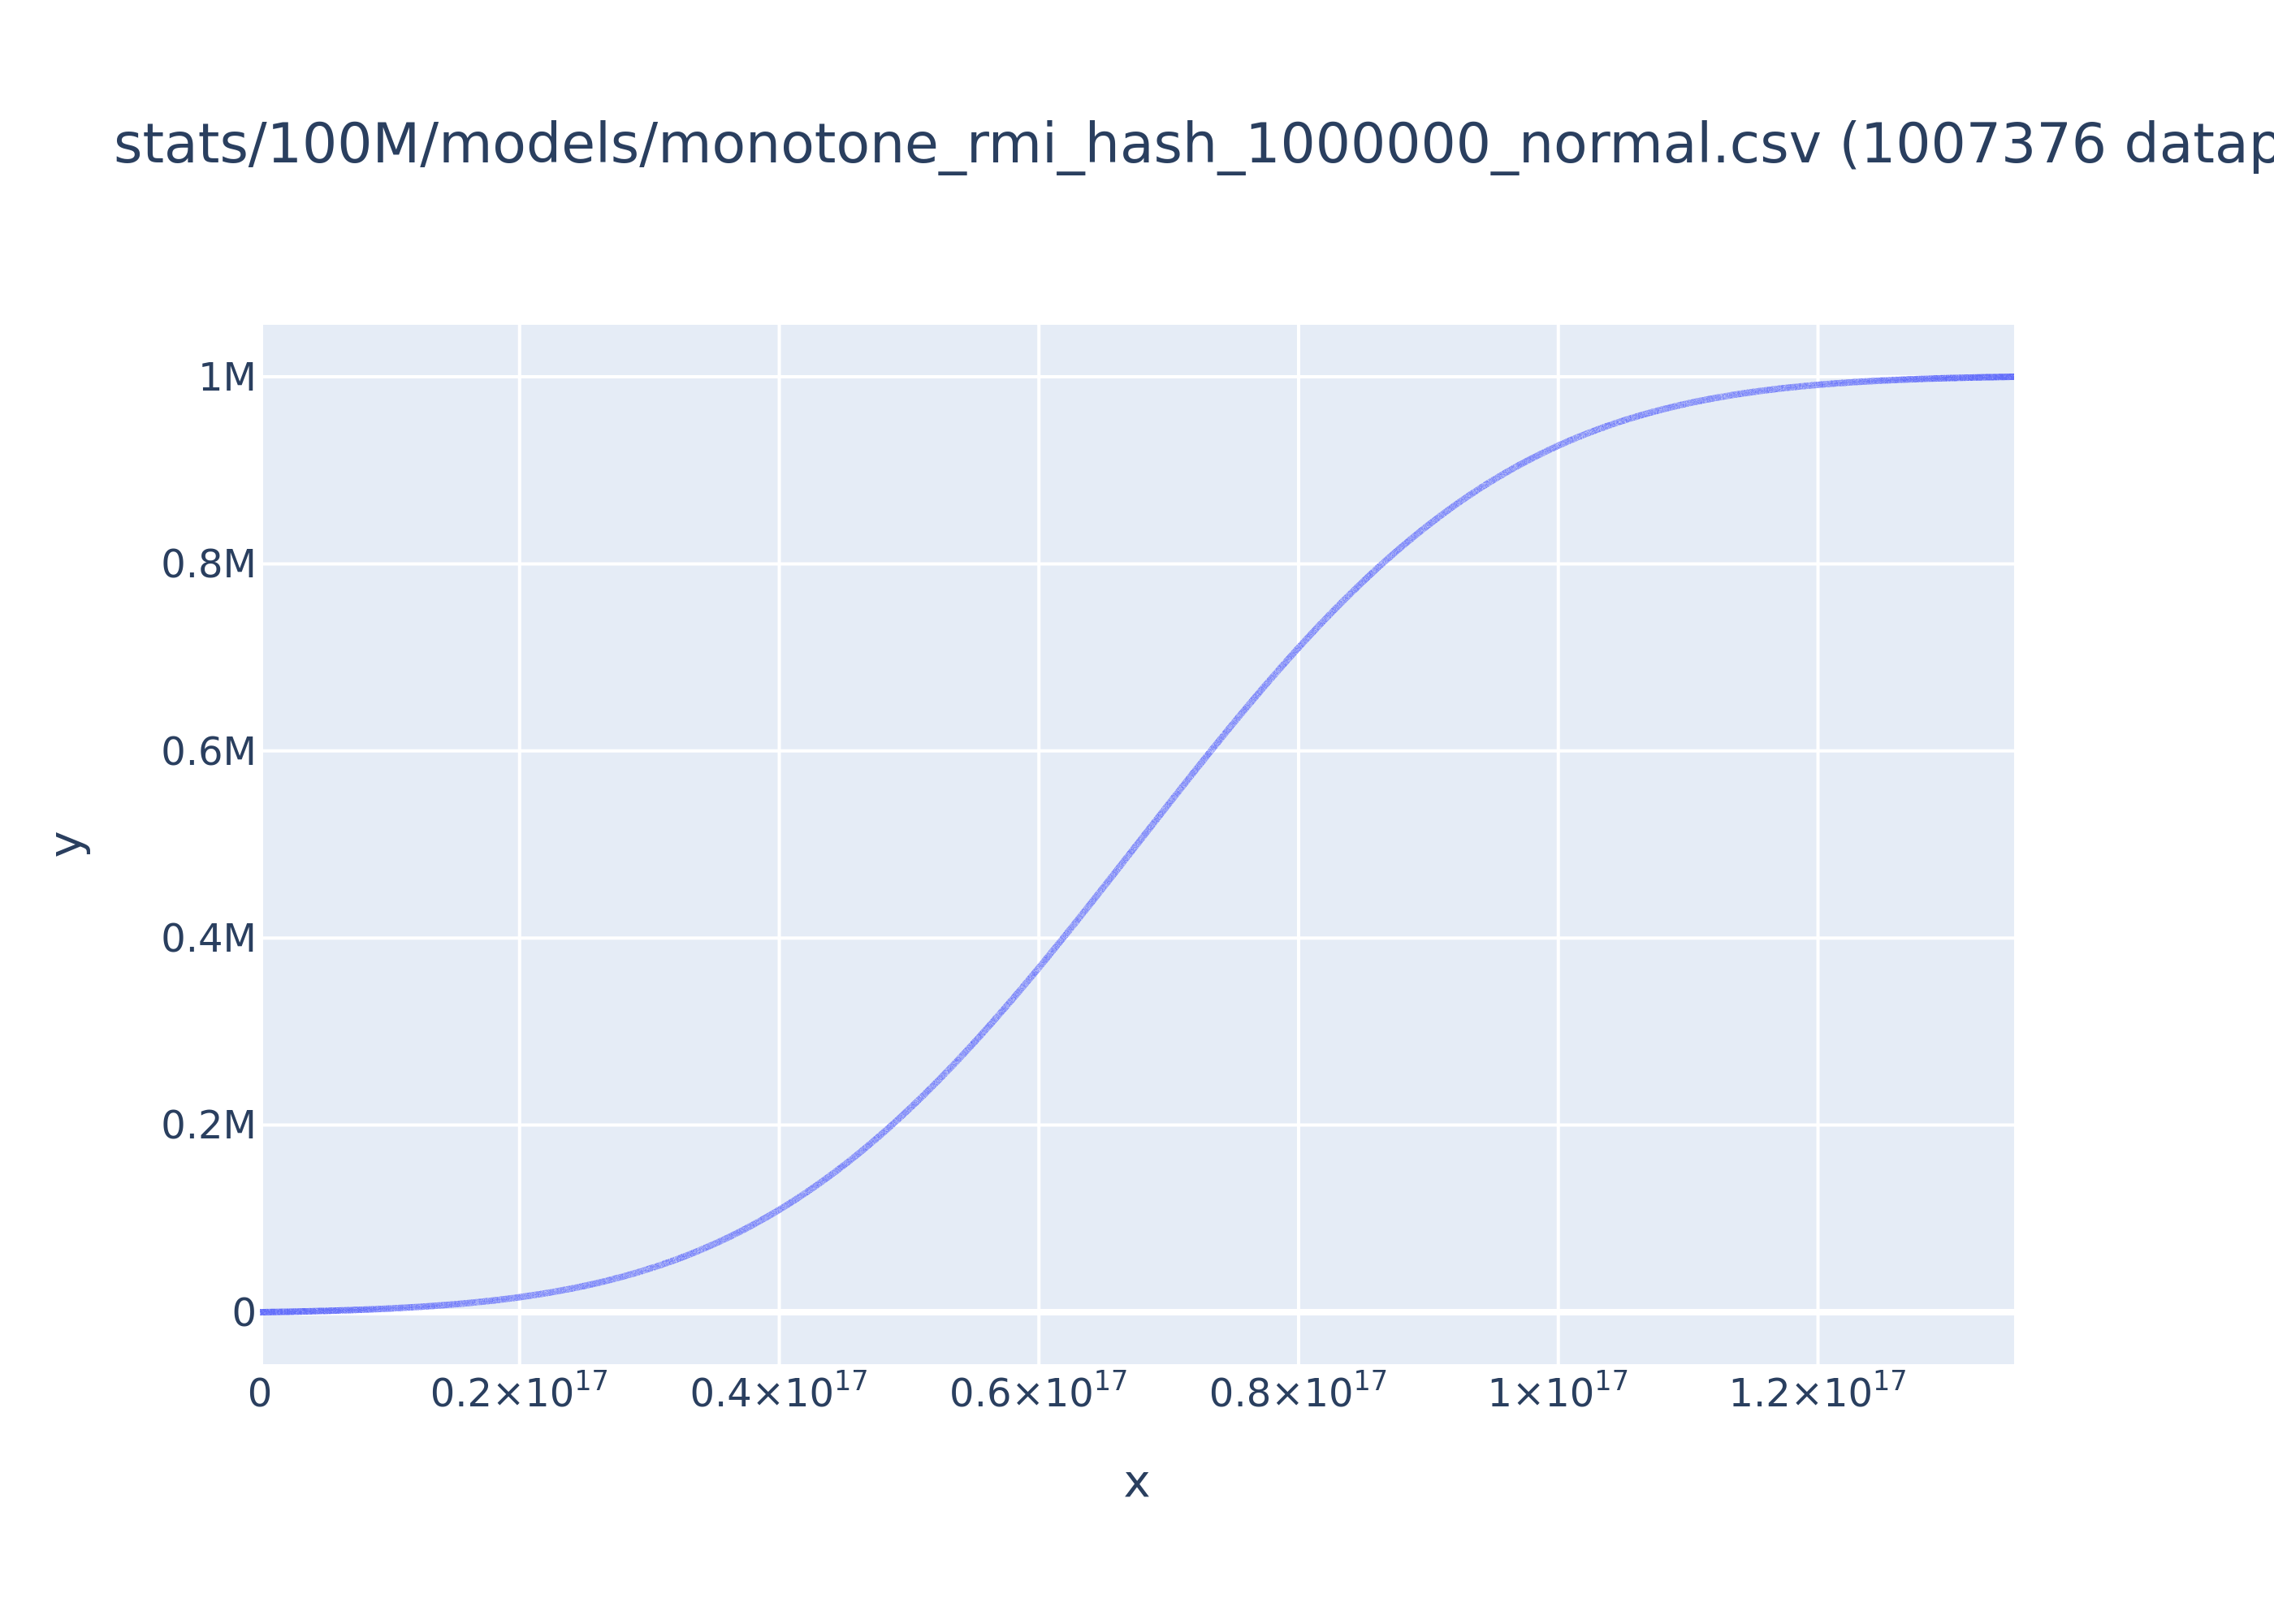 stats/100M/models/monotone_rmi_hash_1000000_normal.csv (1007376 datap
1M
0.8M
0.6M
0.4M
0.2M
0
y
0 0.2×10¹⁷ 0.4×10¹⁷ 0.6×10¹⁷ 0.8×10¹⁷ 1×10¹⁷ 1.2×10¹⁷
x